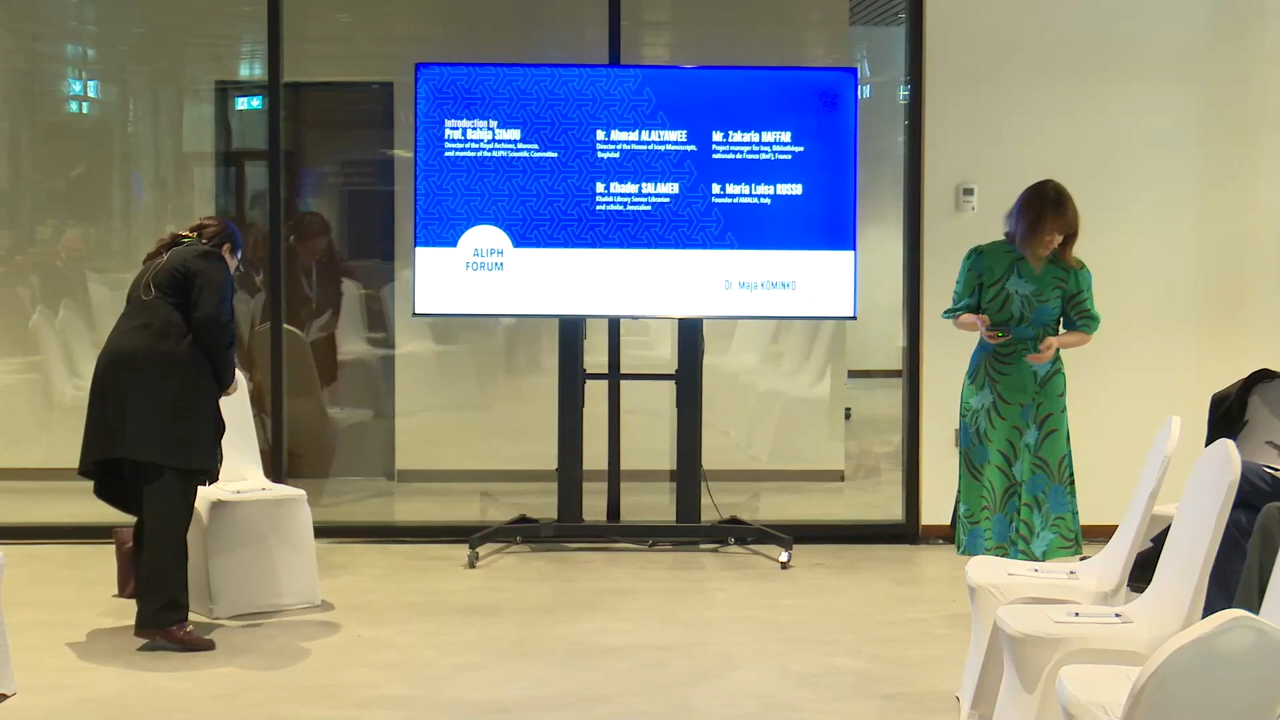 Introduction by
Prof. Bahija SIMOU
Director of the Royal Archives, Morocco,
and member of the ALIPH Scientific Committee
Dr. Ahmad ALALYAWEE
Director of the House of Iraqi Manuscripts,
Baghdad
Mr. Zakaria HAFFAR
Project manager for Iraq, Bibliothèque
nationale de France (BnF), France
Dr. Khader SALAMEH
Khalidi Library Senior Librarian
and scholar, Jerusalem
Dr. Maria Luisa RUSSO
Founder of AMALIA, Italy
ALIPH
FORUM
Dr. Maja KOMINKO